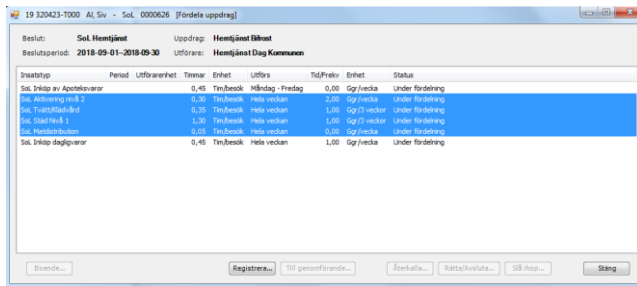 19 320423-T000 Al, Siv - SoL 0000626 [Fördela uppdrag]
Beslut: SoL Hemtjänst Uppdrag: Hemtjänst Bifrost
Beslutsperiod: 2018-09-01--2018-09-30 Utförare: Hemtjänst Dag Kommunen
Insatstyp Period Utförarenhet Timmar Enhet Utförs Tid/Frekv Enhet Status
SoL Inköp av Apoteksvaror 0,45 Tim/besök Måndag - Fredag 0,00 Ggr/vecka Under fördelning
SoL Aktivering nivå 2 0,30 Tim/besök Hela veckan 2,00 Ggr/vecka Under fördelning
SoL Tvätt/Klädvård 0,35 Tim/besök Hela veckan 1,00 Ggr/3 veckor Under fördelning
SoL Städ Nivå 1 1,30 Tim/besök Hela veckan 1,00 Ggr/3 veckor Under fördelning
SoL Matdistribution 0,05 Tim/besök Hela veckan 0,00 Ggr/vecka Under fördelning
SoL Inköp dagligvaror 0,45 Tim/besök Hela veckan 1,00 Ggr/vecka Under fördelning
Boende... Registrera... Till genomförande... Återkalla... Rätta/Avsluta... Slå ihop... Stäng